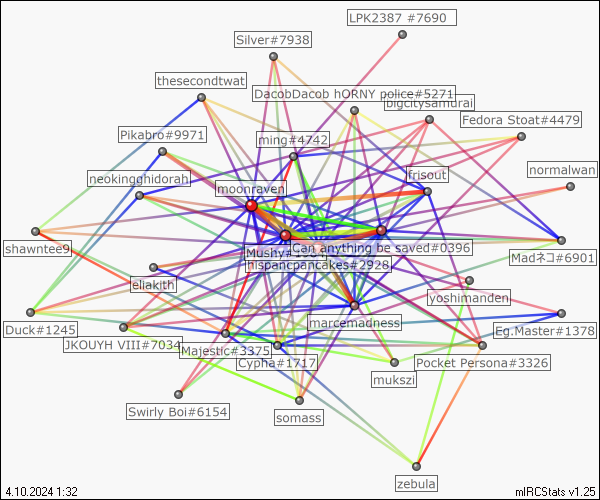 LPK2387 #7690
Silver#7938
thesecondtwat
DacobDacob hORNY police#5271
bigcitysamurai
Fedora Stoat#4479
Pikabro#9971
ming#4742
neokingghidorah
moonraven
frisout
normalwan
shawntee9
Can anything be saved#0396
hispancpancakes#2928
Madネコ#6901
eliakith
yoshimanden
Duck#1245
marcemadness
Eg.Master#1378
JKOUYH VIII#7034
Majestic#3375
Cypha#1717
Pocket Persona#3326
mukszi
Swirly Boi#6154
somass
zebula
4.10.2024 1:32
mIRCStats v1.25